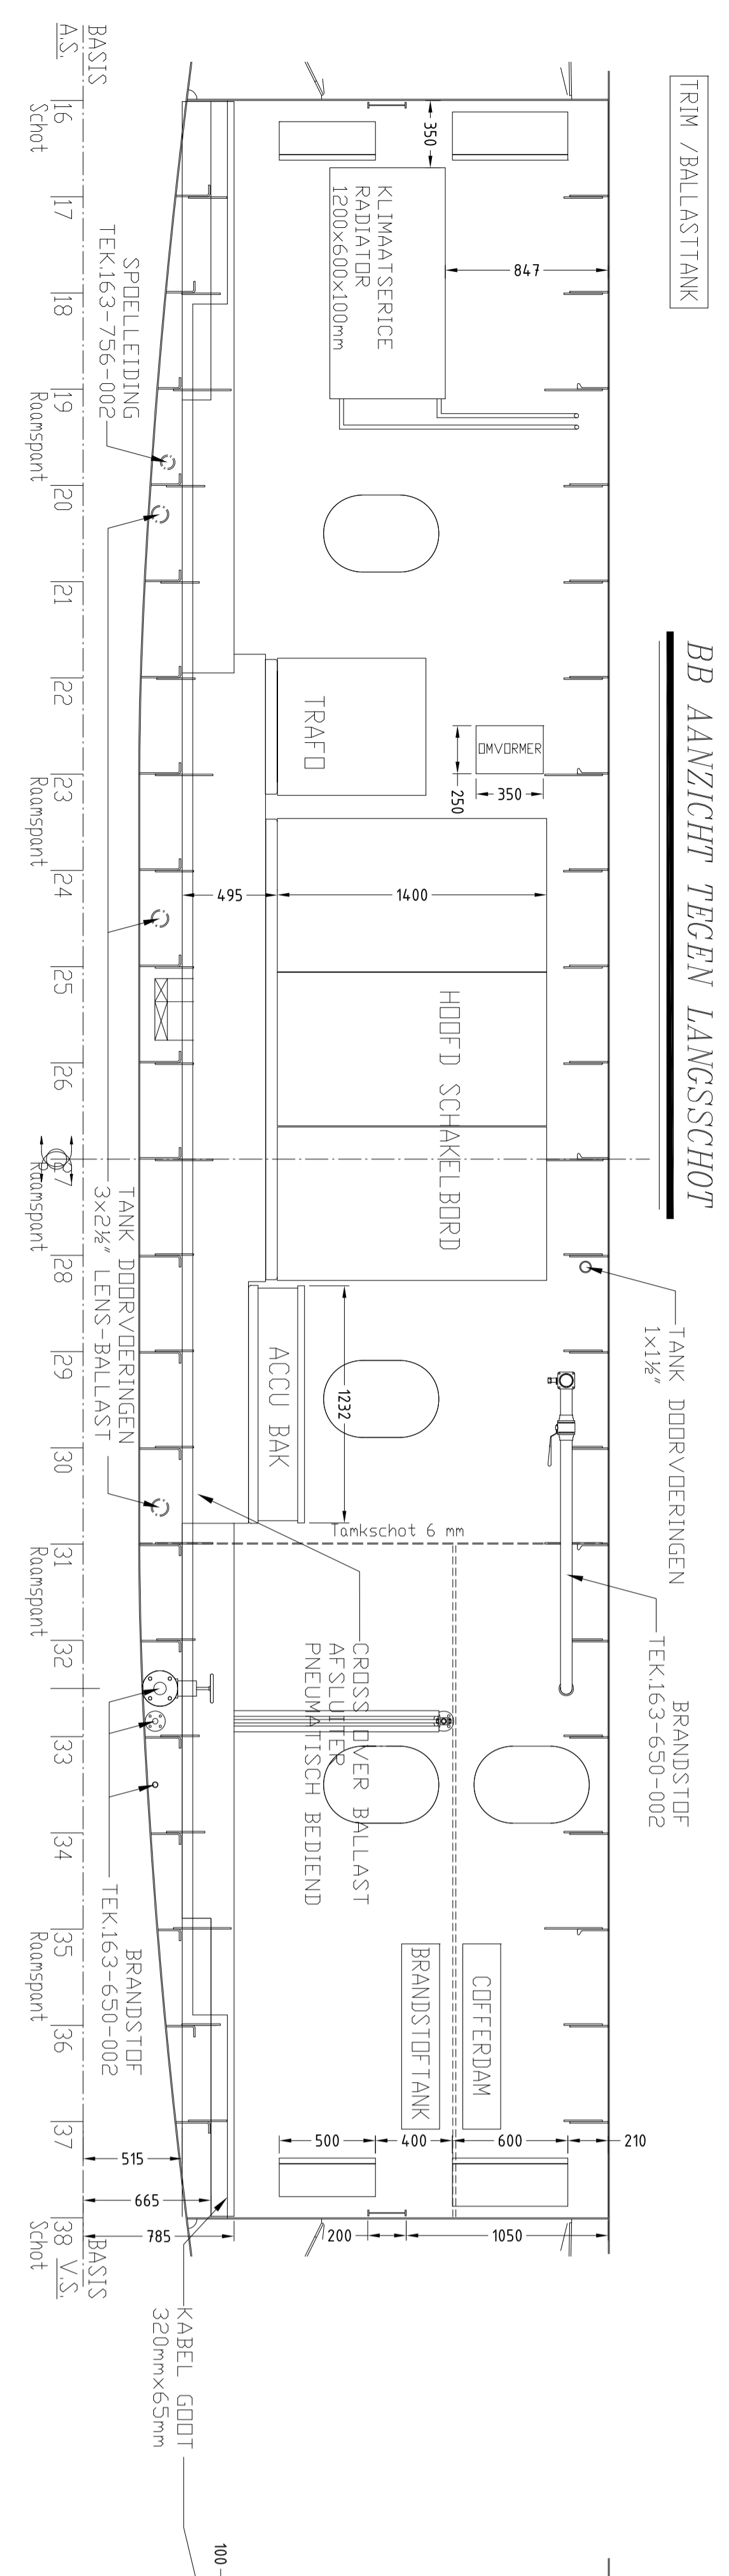 BB AANZICHT TEGEN LANGSSCHOT
TRIM /BALLASTTANK
TANK DOORVOERINGEN
1x1½"
BRANDSTOF
TEK.163-650-002
350
847
KLIMAATSERICE
RADIATOR
1200x600x100mm
OMVORMER
350
250
TRAFO
495
1400
HOOFD SCHAKELBORD
1232
ACCU BAK
Tamkschot 6 mm
CROSS OVER BALLAST
AFSLUITER
PNEUMATISCH BEDIEND
COFFERDAM
BRANDSTOFTANK
210
600
400
500
1050
200
515
665
785
BASIS
A.S.
16
Schot
17
18
19
Raamspant
20
21
22
23
Raamspant
24
25
26
27
Raamspant
28
29
30
31
Raamspant
32
33
34
35
Raamspant
36
37
38
Schot
BASIS
V.S.
SPOELLEIDING
TEK.163-756-002
TANK DOORVOERINGEN
3x2½" LENS-BALLAST
BRANDSTOF
TEK.163-650-002
KABEL GOOT
320mmx65mm
100